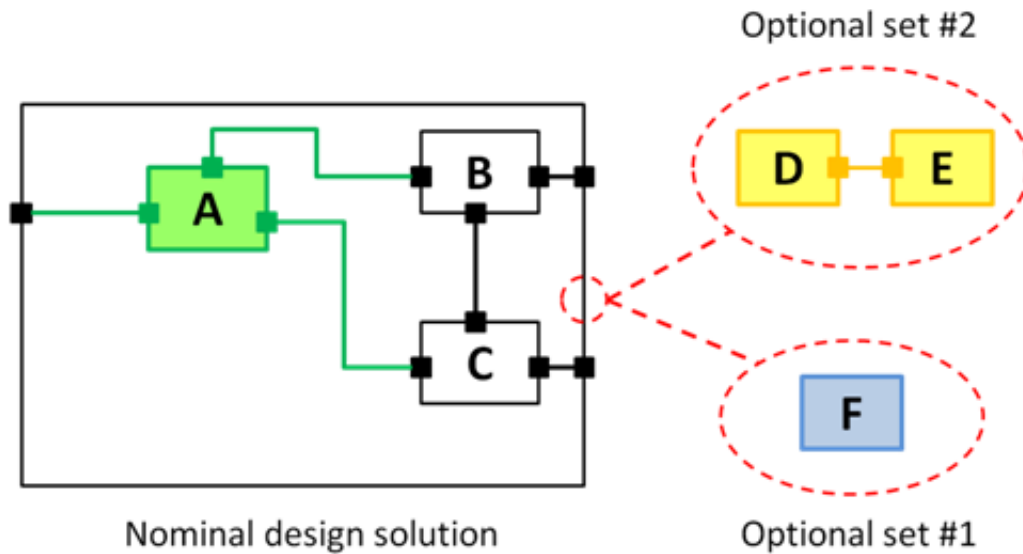 Optional set #2
A
B
C
D
E
F
Nominal design solution
Optional set #1